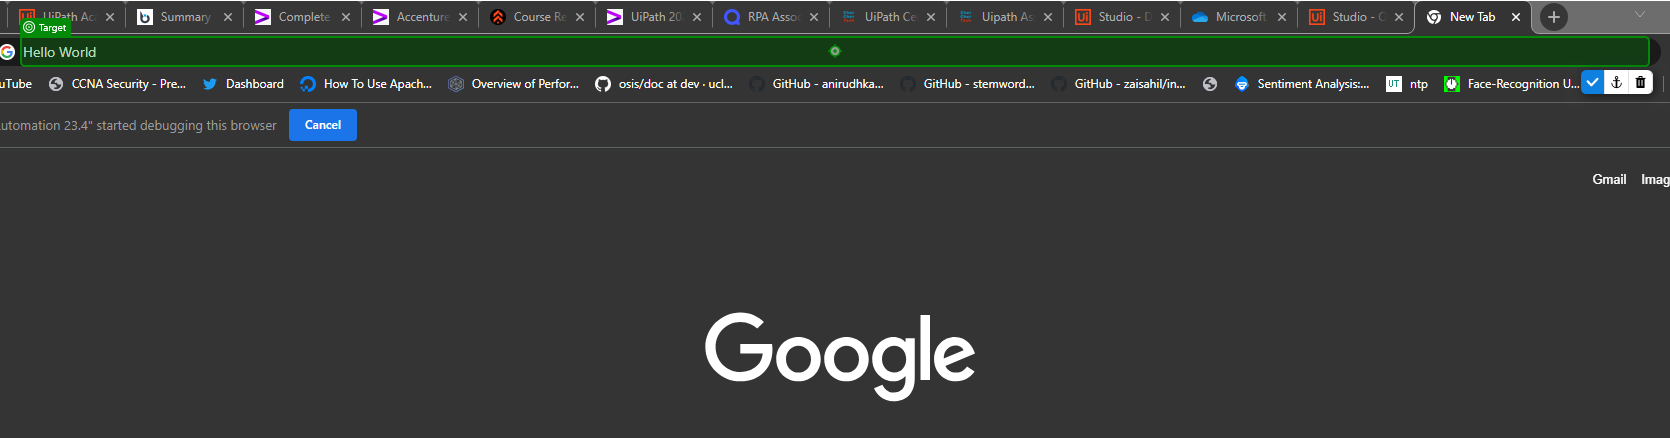 UiPath Ac Summary Complete Accenture Course Re UiPath 20 RPA Asso UiPath Ce Uipath As Studio - D Microsoft Studio - C New Tab
Target
Hello World
uTube CCNA Security - Pre... Dashboard How To Use Apach... Overview of Perfor... osis/doc at dev · ucl... GitHub - anirudhka... GitHub - stemword... GitHub - zaisahil/in... Sentiment Analysis:... UT ntp Face-Recognition U...
utomation 23.4" started debugging this browser Cancel
Gmail Imag
Google